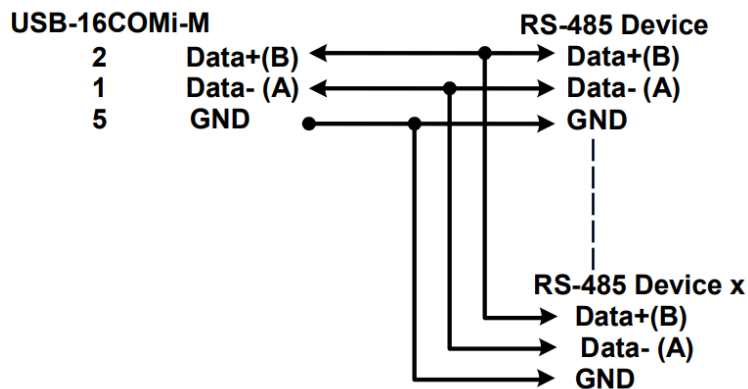 USB-16COMi-M RS-485 Device
2 Data+(B) Data+(B)
1 Data- (A) Data- (A)
5 GND GND
RS-485 Device x
Data+(B)
Data- (A)
GND